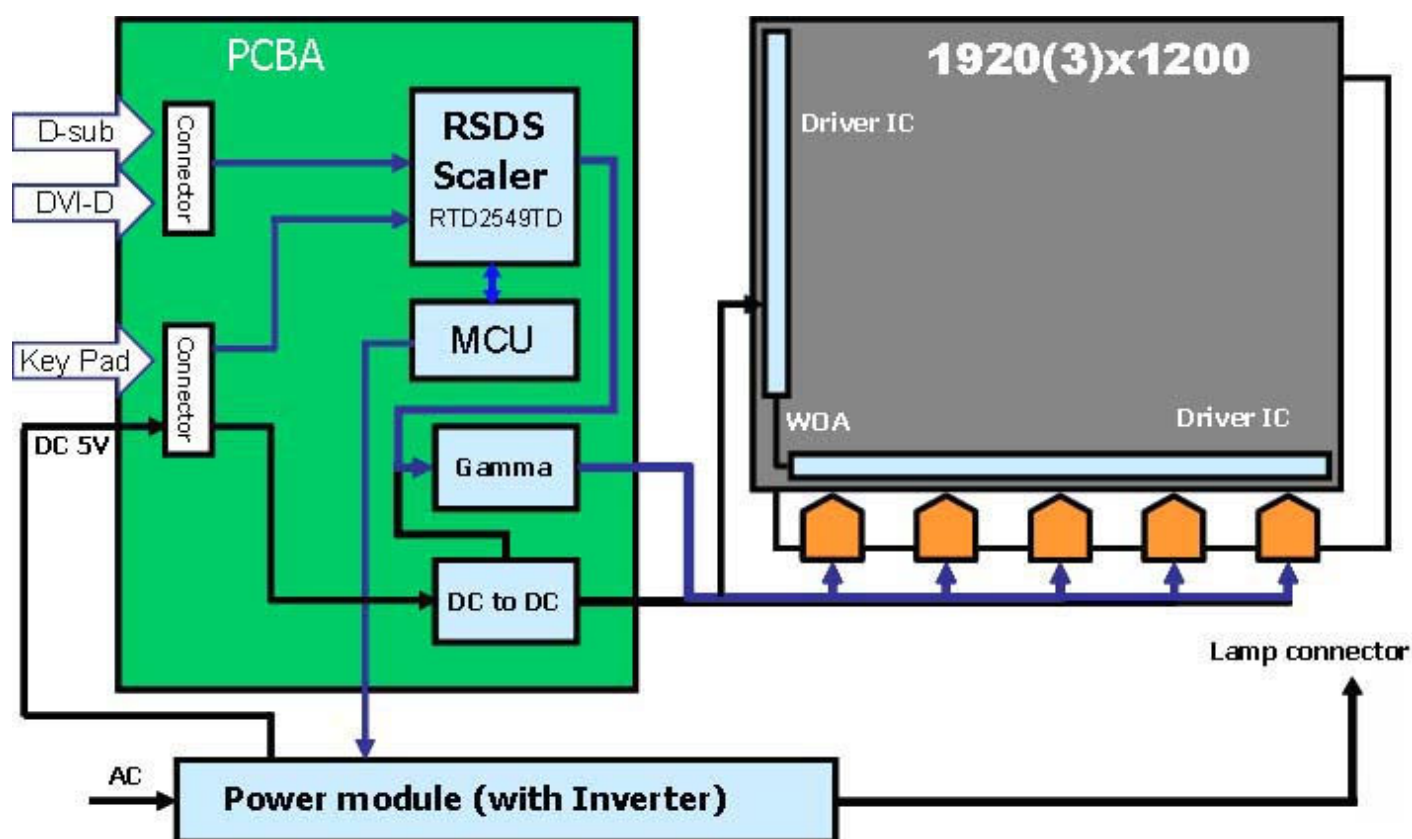 PCBA
1920(3)x1200
D-sub
Connector
RSDS
Scaler
RTD2549TD
Driver IC
DVI-D
MCU
Key Pad
Connector
WOA
Driver IC
DC 5V
Gamma
DC to DC
Lamp connector
AC
Power module (with Inverter)